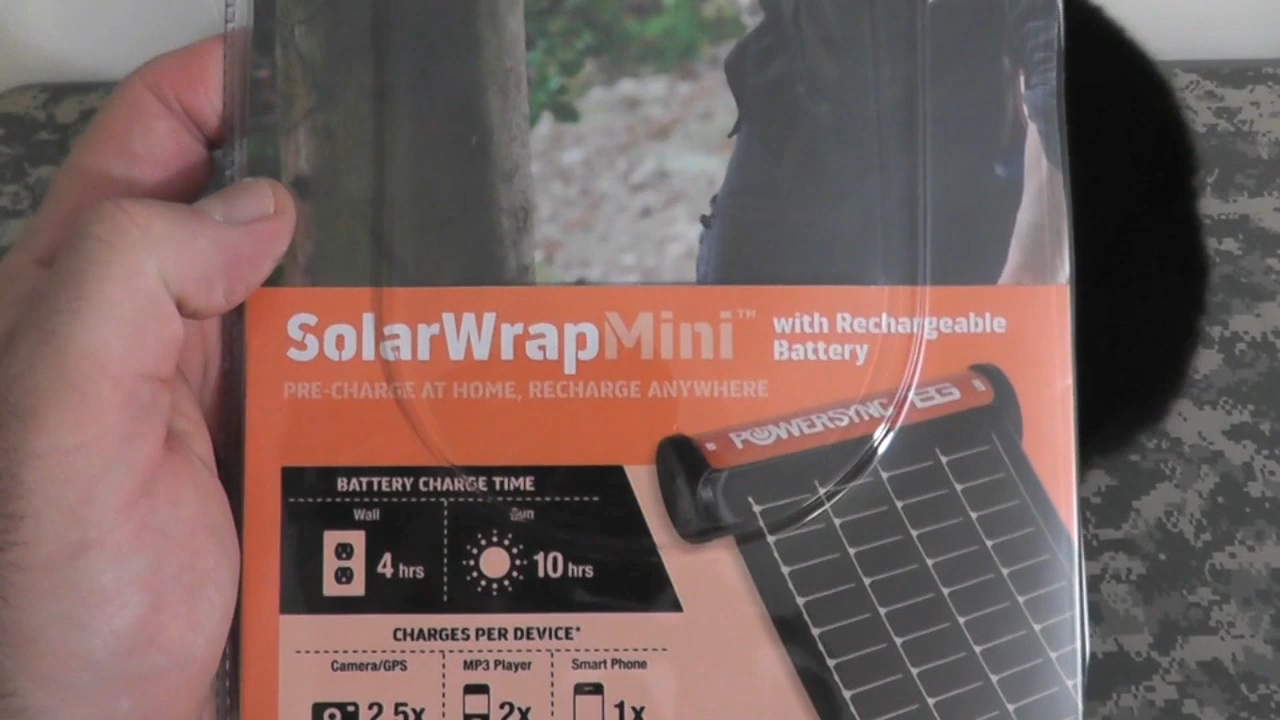 SolarWrapMini™ with Rechargeable
Battery
PRE-CHARGE AT HOME, RECHARGE ANYWHERE
POWERSYNC
BATTERY CHARGE TIME
Wall
Sun
4 hrs
10 hrs
CHARGES PER DEVICE*
Camera/GPS
MP3 Player
Smart Phone
2.5x
2x
1x